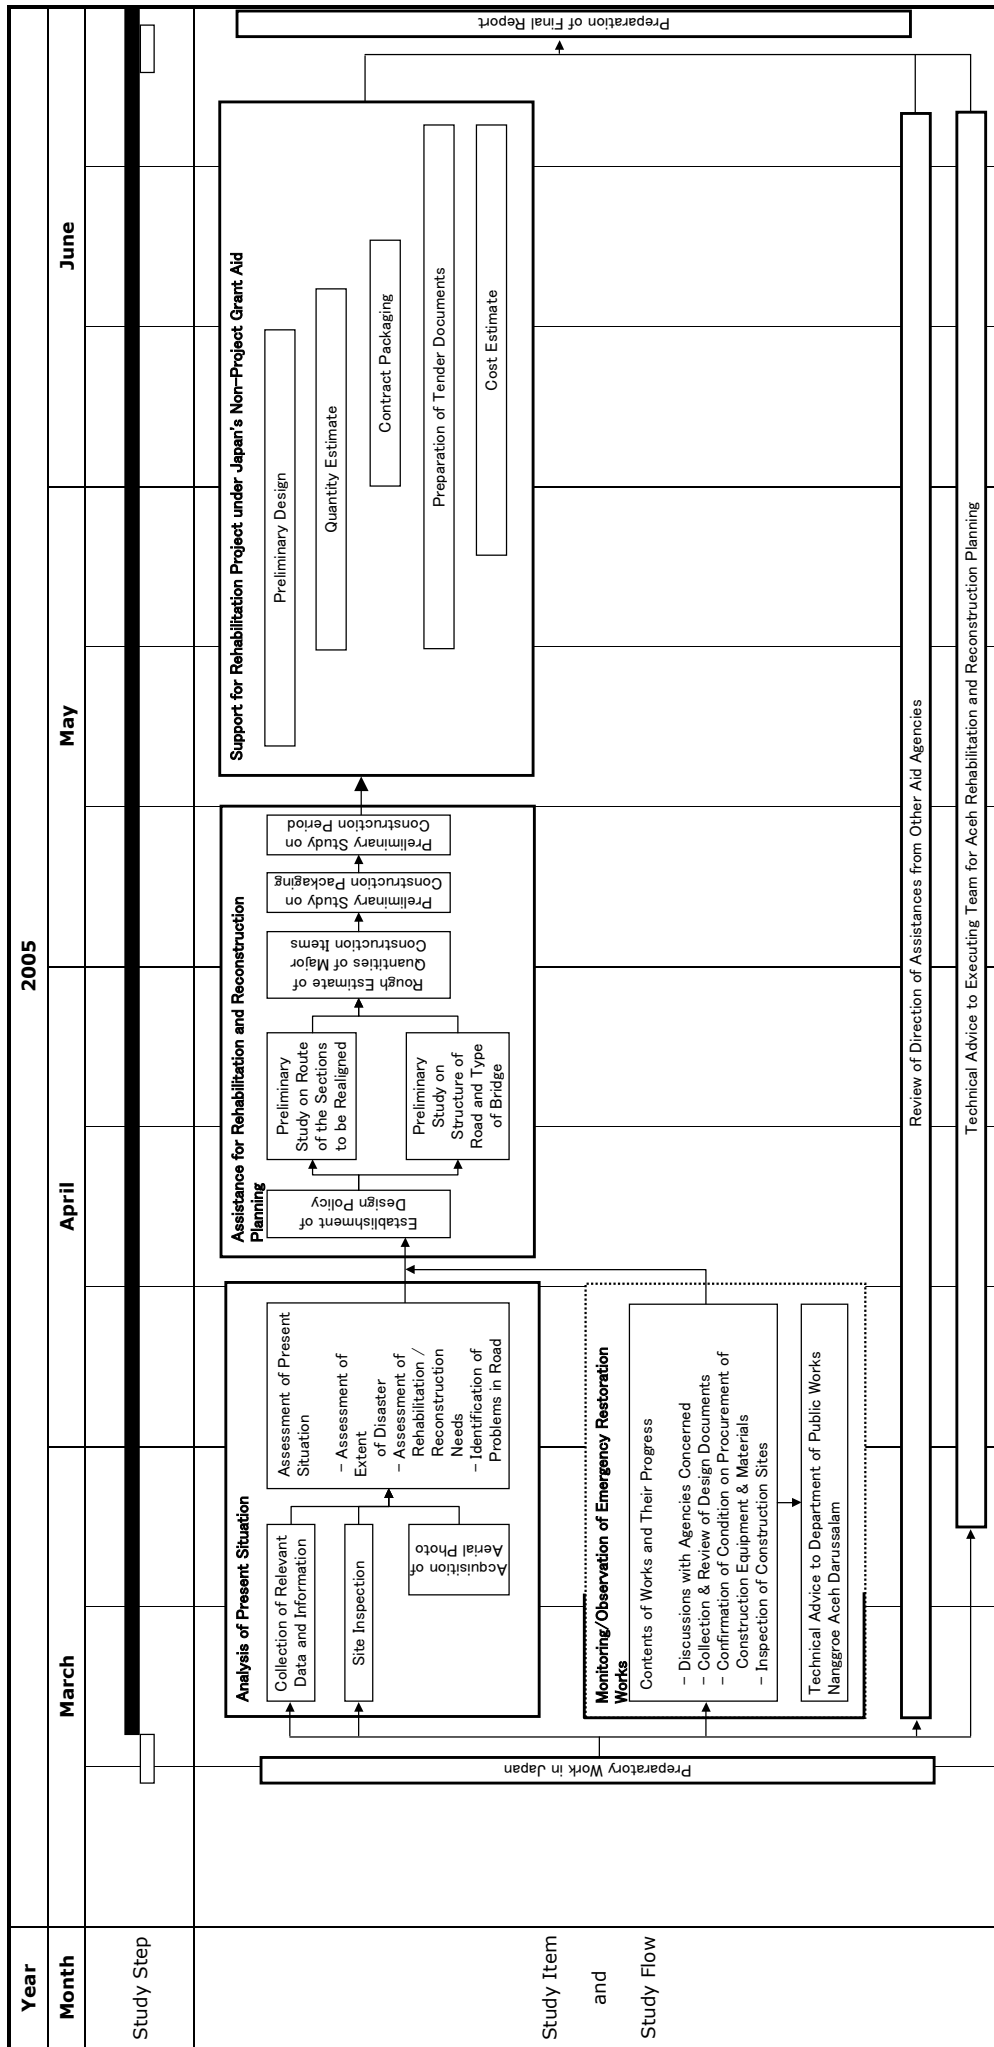 Year
2005
Month
March
April
May
June
Study Step
Study Item
and
Study Flow
Preparatory Work in Japan
Analysis of Present Situation
Collection of Relevant
Data and Information
Site Inspection
Acquisition of
Aerial Photo
Assessment of Present
Situation
– Assessment of
Extent
of Disaster
– Assessment of
Rehabilitation /
Reconstruction
Needs
– Identification of
Problems in Road
Monitoring/Observation of Emergency Restoration
Works
Contents of Works and Their Progress
– Discussions with Agencies Concerned
– Collection & Review of Design Documents
– Confirmation of Condition on Procurement of
Construction Equipment & Materials
– Inspection of Construction Sites
Technical Advice to Department of Public Works
Nanggroe Aceh Darussalam
Assistance for Rehabilitation and Reconstruction
Planning
Establishment of
Design Policy
Preliminary
Study on Route
of the Sections
to be Realigned
Preliminary
Study on
Structure of
Road and Type
of Bridge
Rough Estimate of
Quantities of Major
Construction Items
Preliminary Study on
Construction Packaging
Preliminary Study on
Construction Period
Support for Rehabilitation Project under Japan's Non-Project Grant Aid
Preliminary Design
Quantity Estimate
Contract Packaging
Preparation of Tender Documents
Cost Estimate
Review of Direction of Assistances from Other Aid Agencies
Technical Advice to Executing Team for Aceh Rehabilitation and Reconstruction Planning
Preparation of Final Report